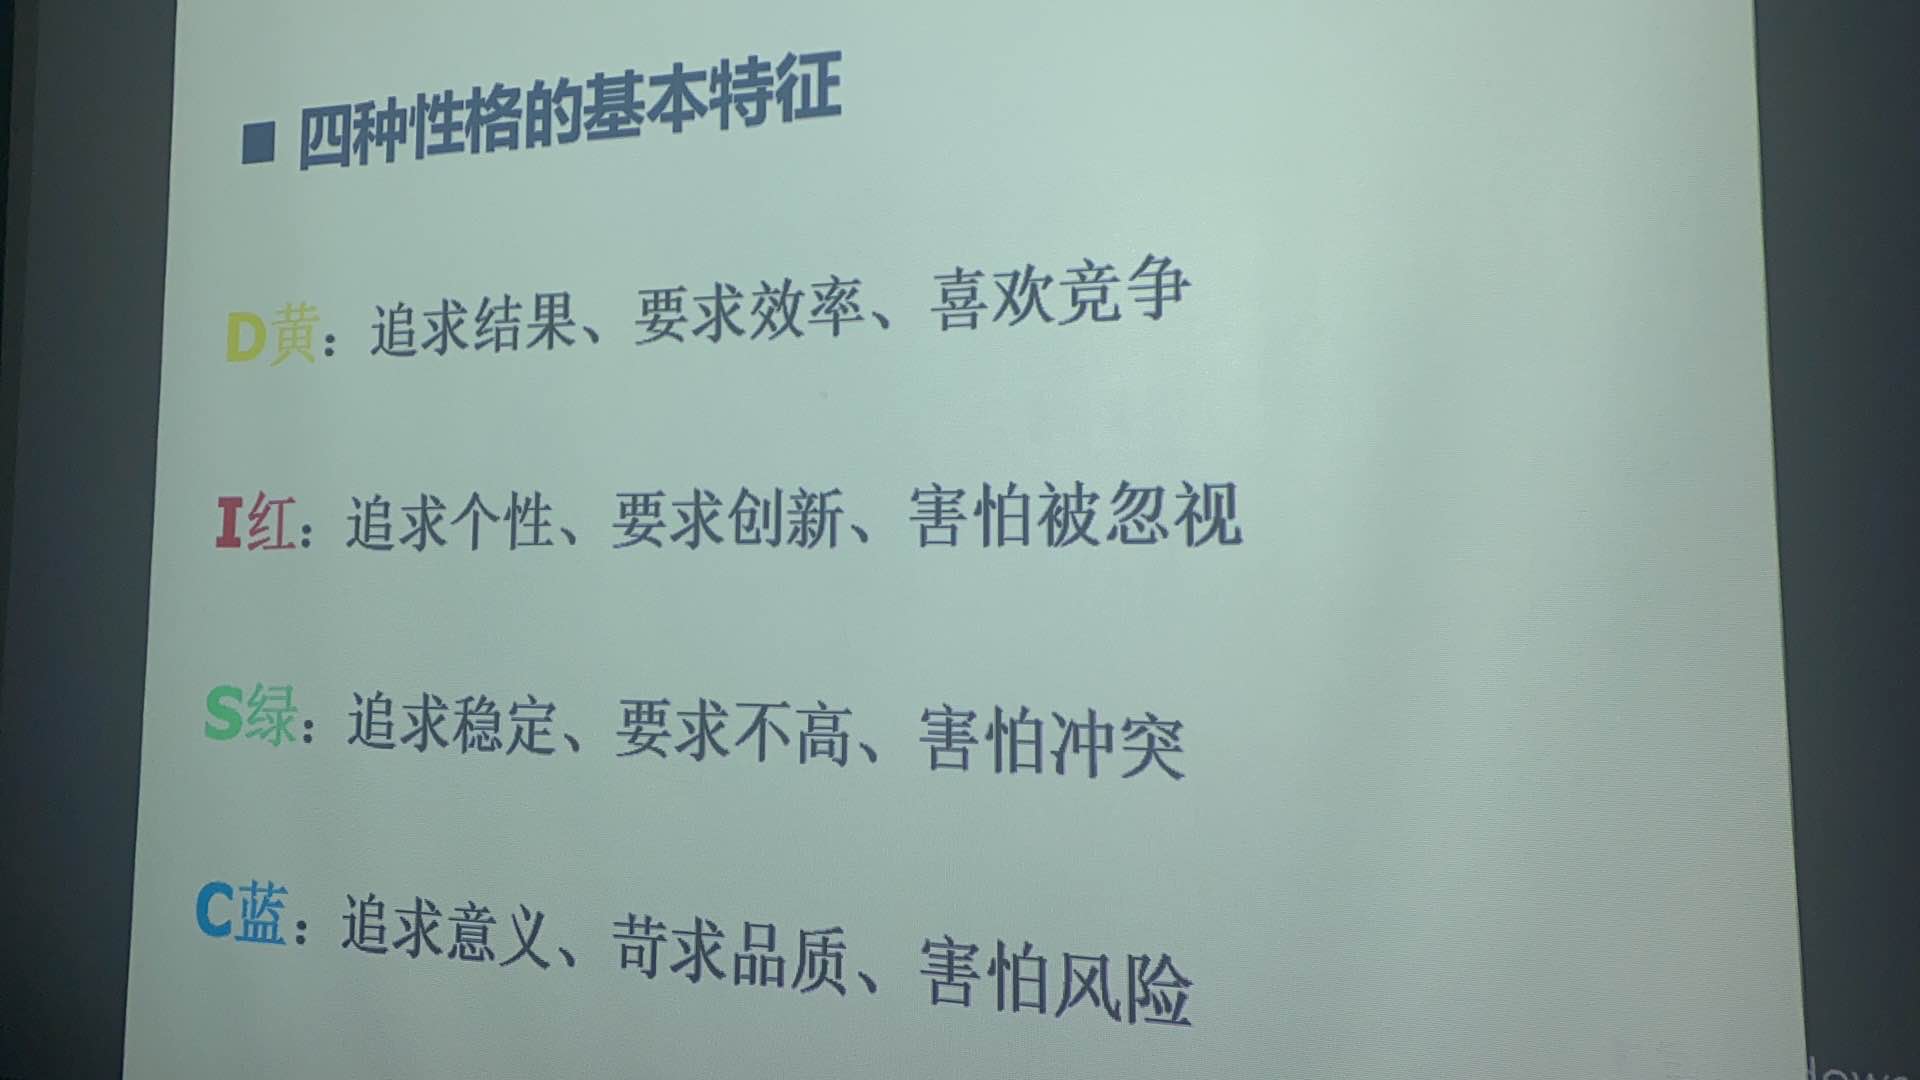 ■ 四种性格的基本特征
D黄：追求结果、要求效率、喜欢竞争
I红：追求个性、要求创新、害怕被忽视
S绿：追求稳定、要求不高、害怕冲突
C蓝：追求意义、苛求品质、害怕风险